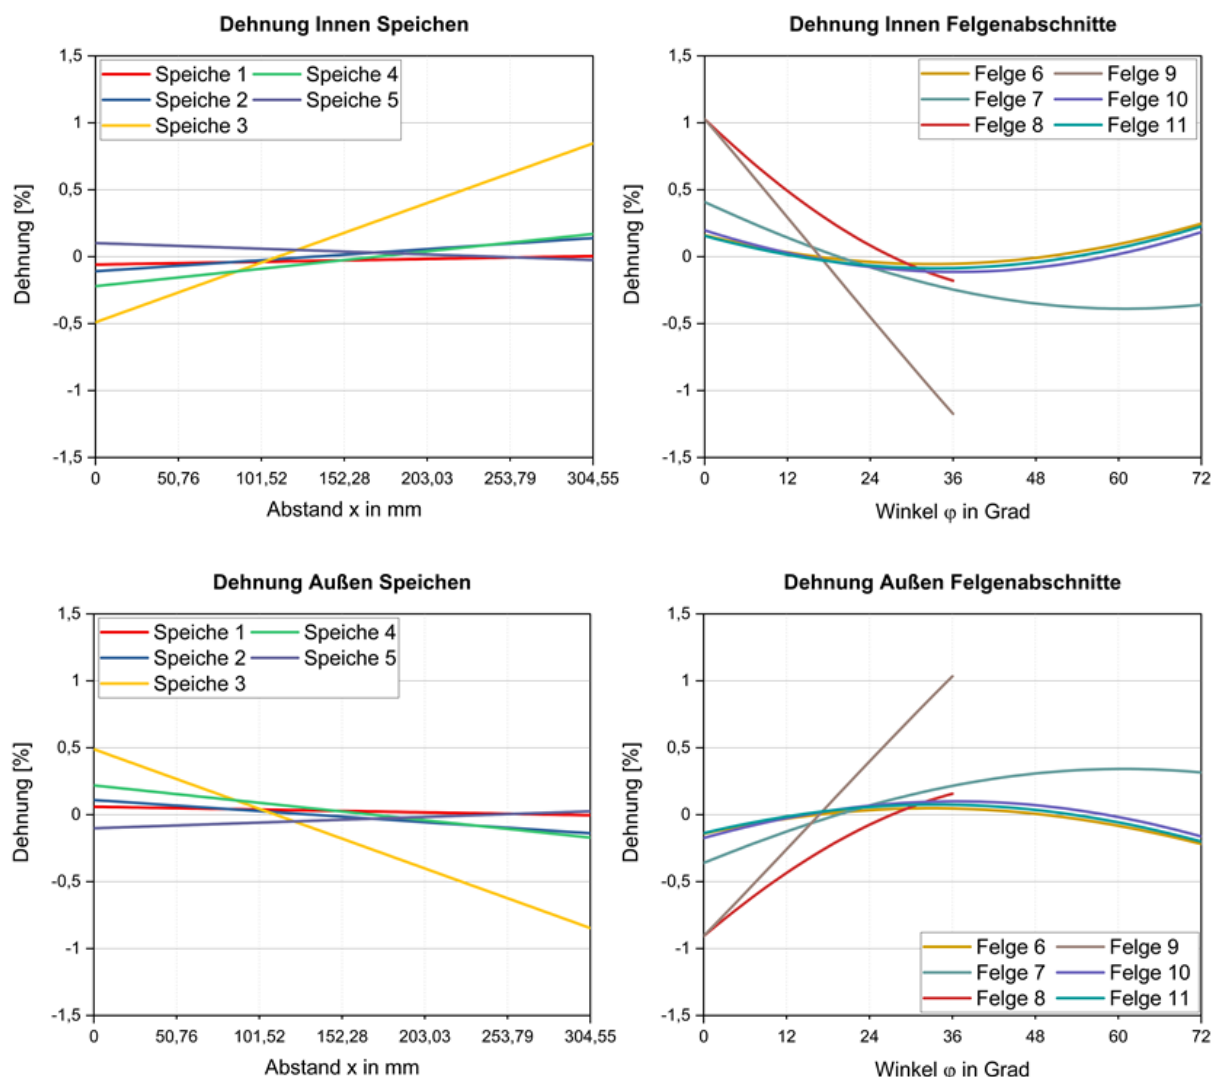 Dehnung Innen Speichen
1,5
1
0,5
0
-0,5
-1
-1,5
Dehnung [%]
Speiche 1 Speiche 4
Speiche 2 Speiche 5
Speiche 3
0 50,76 101,52 152,28 203,03 253,79 304,55
Abstand x in mm
Dehnung Innen Felgenabschnitte
1,5
1
0,5
0
-0,5
-1
-1,5
Dehnung [%]
Felge 6 Felge 9
Felge 7 Felge 10
Felge 8 Felge 11
0 12 24 36 48 60 72
Winkel φ in Grad
Dehnung Außen Speichen
1,5
1
0,5
0
-0,5
-1
-1,5
Dehnung [%]
Speiche 1 Speiche 4
Speiche 2 Speiche 5
Speiche 3
0 50,76 101,52 152,28 203,03 253,79 304,55
Abstand x in mm
Dehnung Außen Felgenabschnitte
1,5
1
0,5
0
-0,5
-1
-1,5
Dehnung [%]
Felge 6 Felge 9
Felge 7 Felge 10
Felge 8 Felge 11
0 12 24 36 48 60 72
Winkel φ in Grad